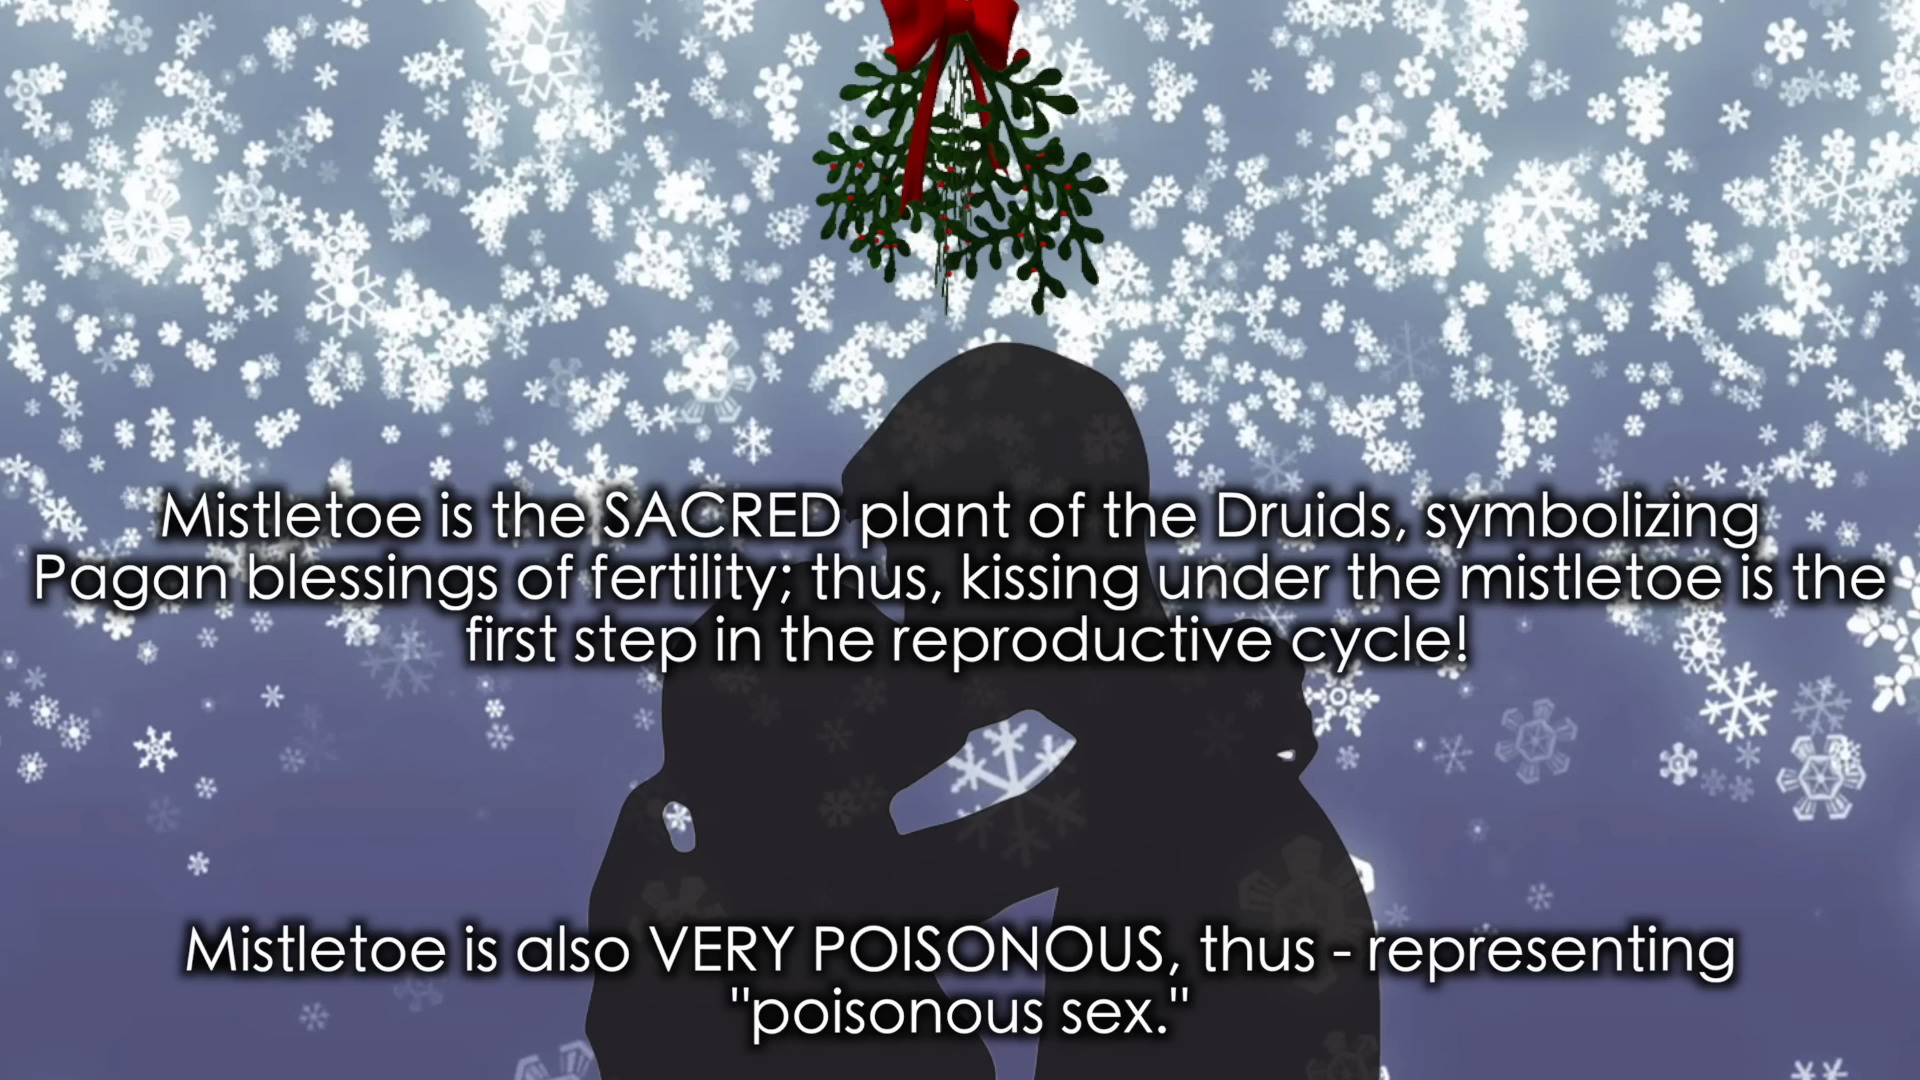 Mistletoe is the SACRED plant of the Druids, symbolizing
Pagan blessings of fertility; thus, kissing under the mistletoe is the
first step in the reproductive cycle!
Mistletoe is also VERY POISONOUS, thus - representing
"poisonous sex."